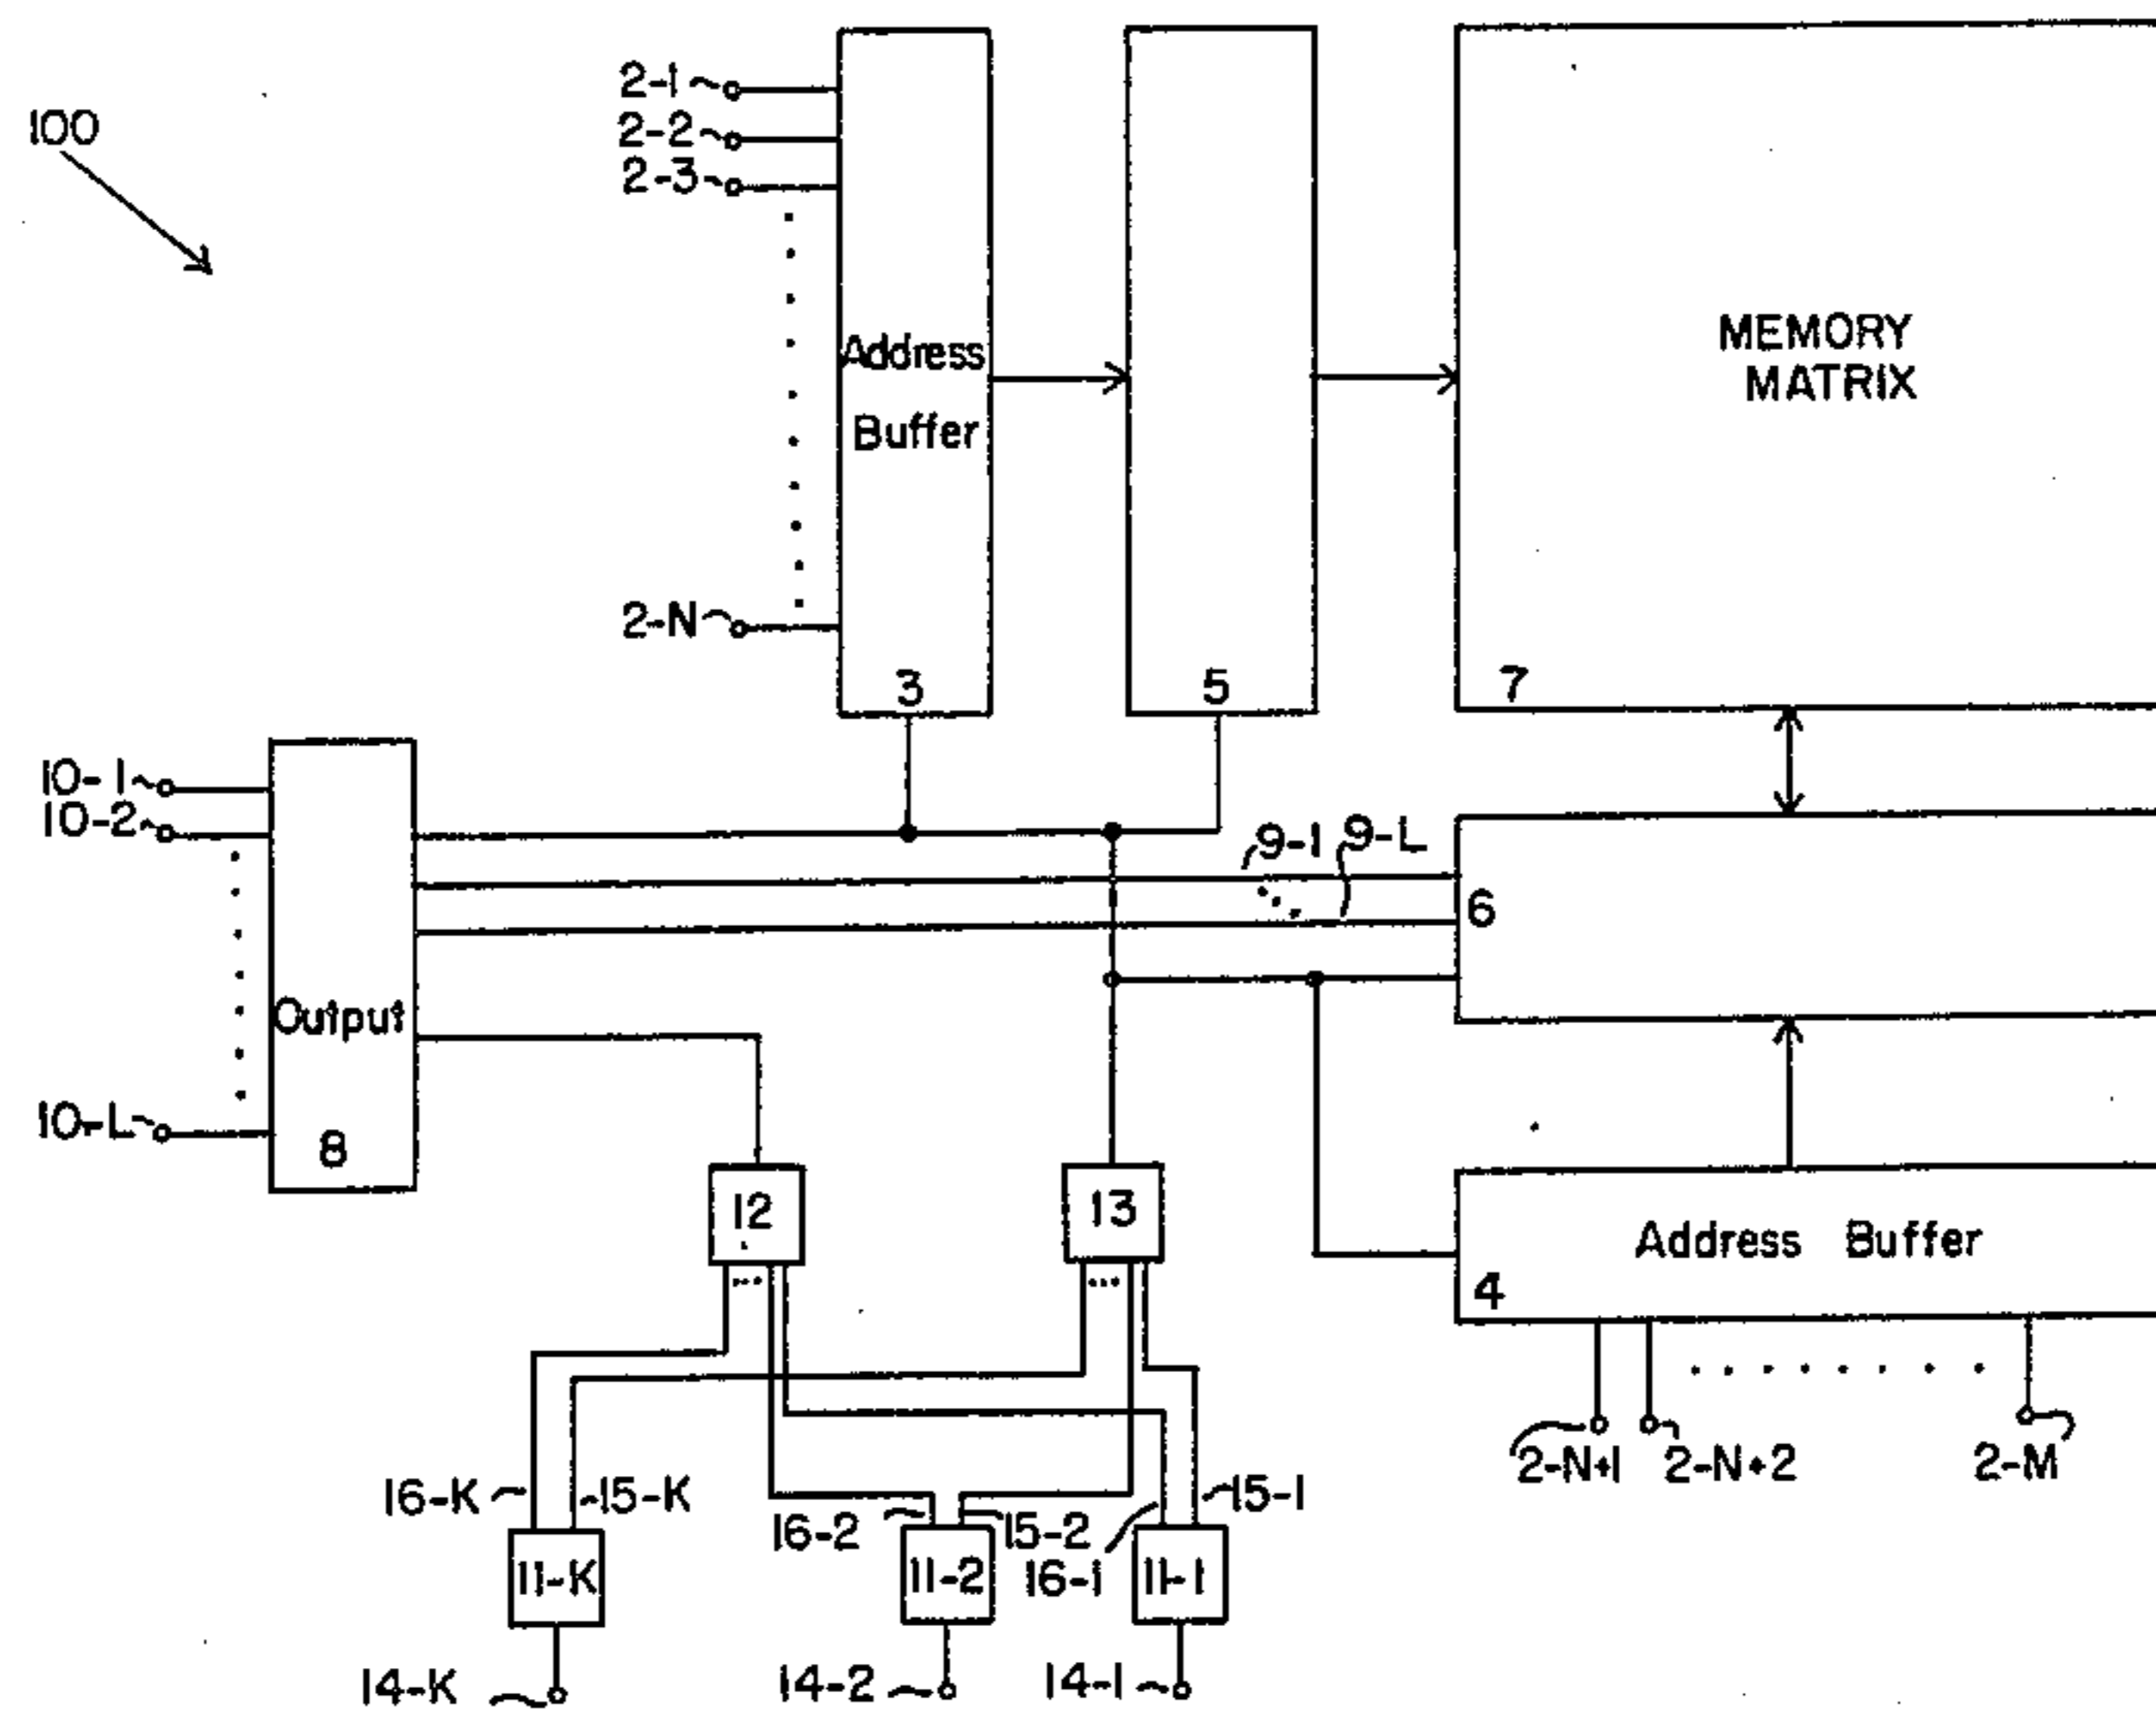 100
2-1
2-2
2-3
2-N
Address
Buffer
3
5
MEMORY
MATRIX
7
10-1
10-2
10-L
Output
8
9-1
9-L
6
12
13
Address Buffer
4
2-N+1
2-N+2
2-M
16-K
15-K
16-2
15-2
16-1
15-1
11-K
11-2
11-1
14-K
14-2
14-1